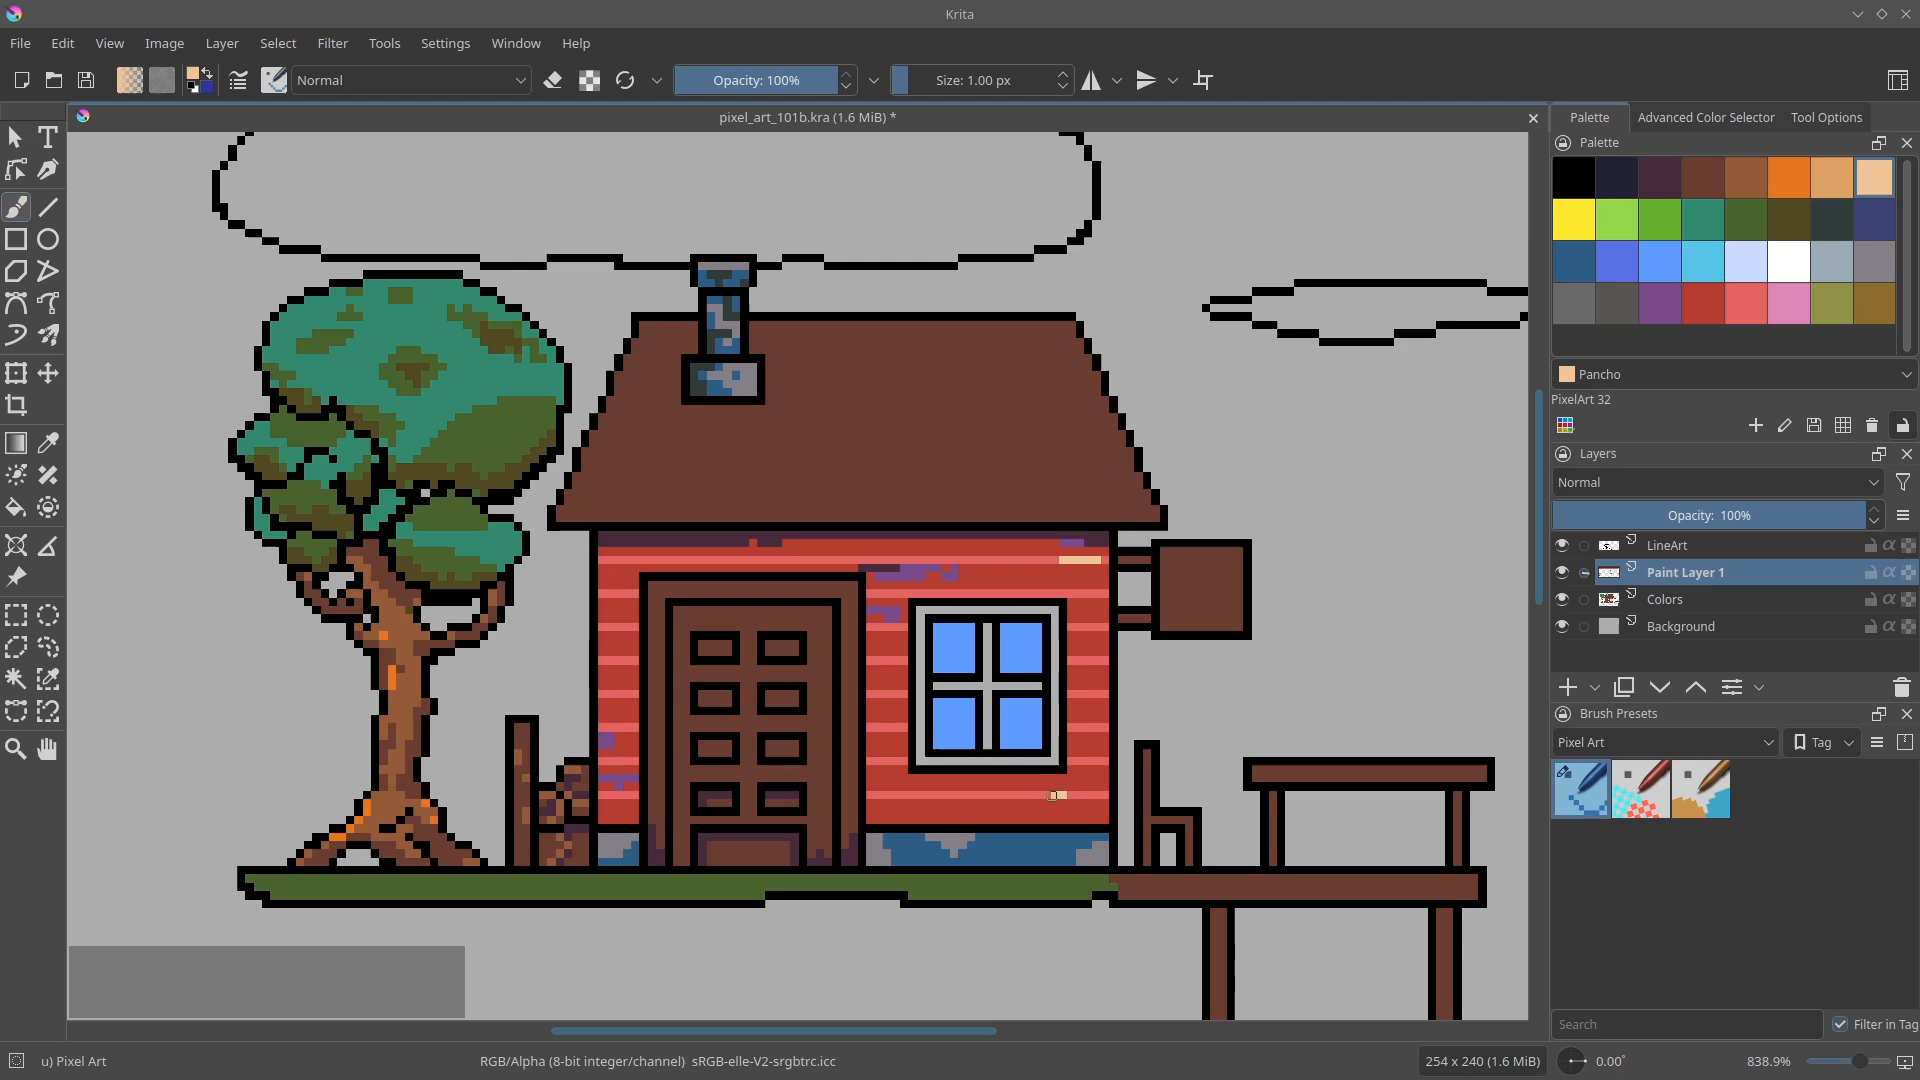 Krita
File Edit View Image Layer Select Filter Tools Settings Window Help
Normal Opacity: 100% Size: 1.00 px
pixel_art_101b.kra (1.6 MiB) *
Palette Advanced Color Selector Tool Options
Palette
Pancho
PixelArt 32
Layers
Normal
Opacity: 100%
LineArt
Paint Layer 1
Colors
Background
Brush Presets
Pixel Art Tag
Search Filter in Tag
u) Pixel Art RGB/Alpha (8-bit integer/channel) sRGB-elle-V2-srgbtrc.icc 254 x 240 (1.6 MiB) 0.00° 838.9%